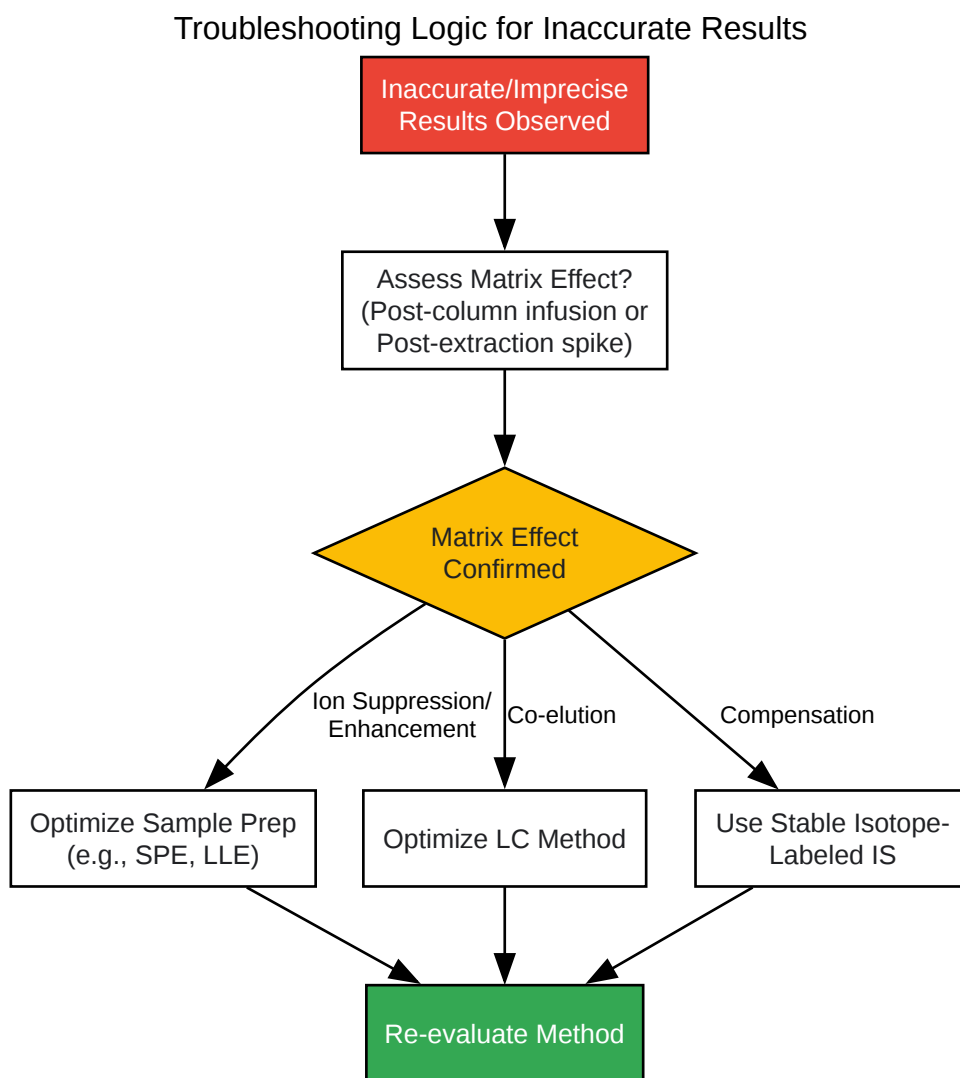 Troubleshooting Logic for Inaccurate Results
Inaccurate/Imprecise
Results Observed
Assess Matrix Effect?
(Post-column infusion or
Post-extraction spike)
Matrix Effect
Confirmed
Ion Suppression/
Enhancement
Co-elution
Compensation
Optimize Sample Prep
(e.g., SPE, LLE)
Optimize LC Method
Use Stable Isotope-
Labeled IS
Re-evaluate Method